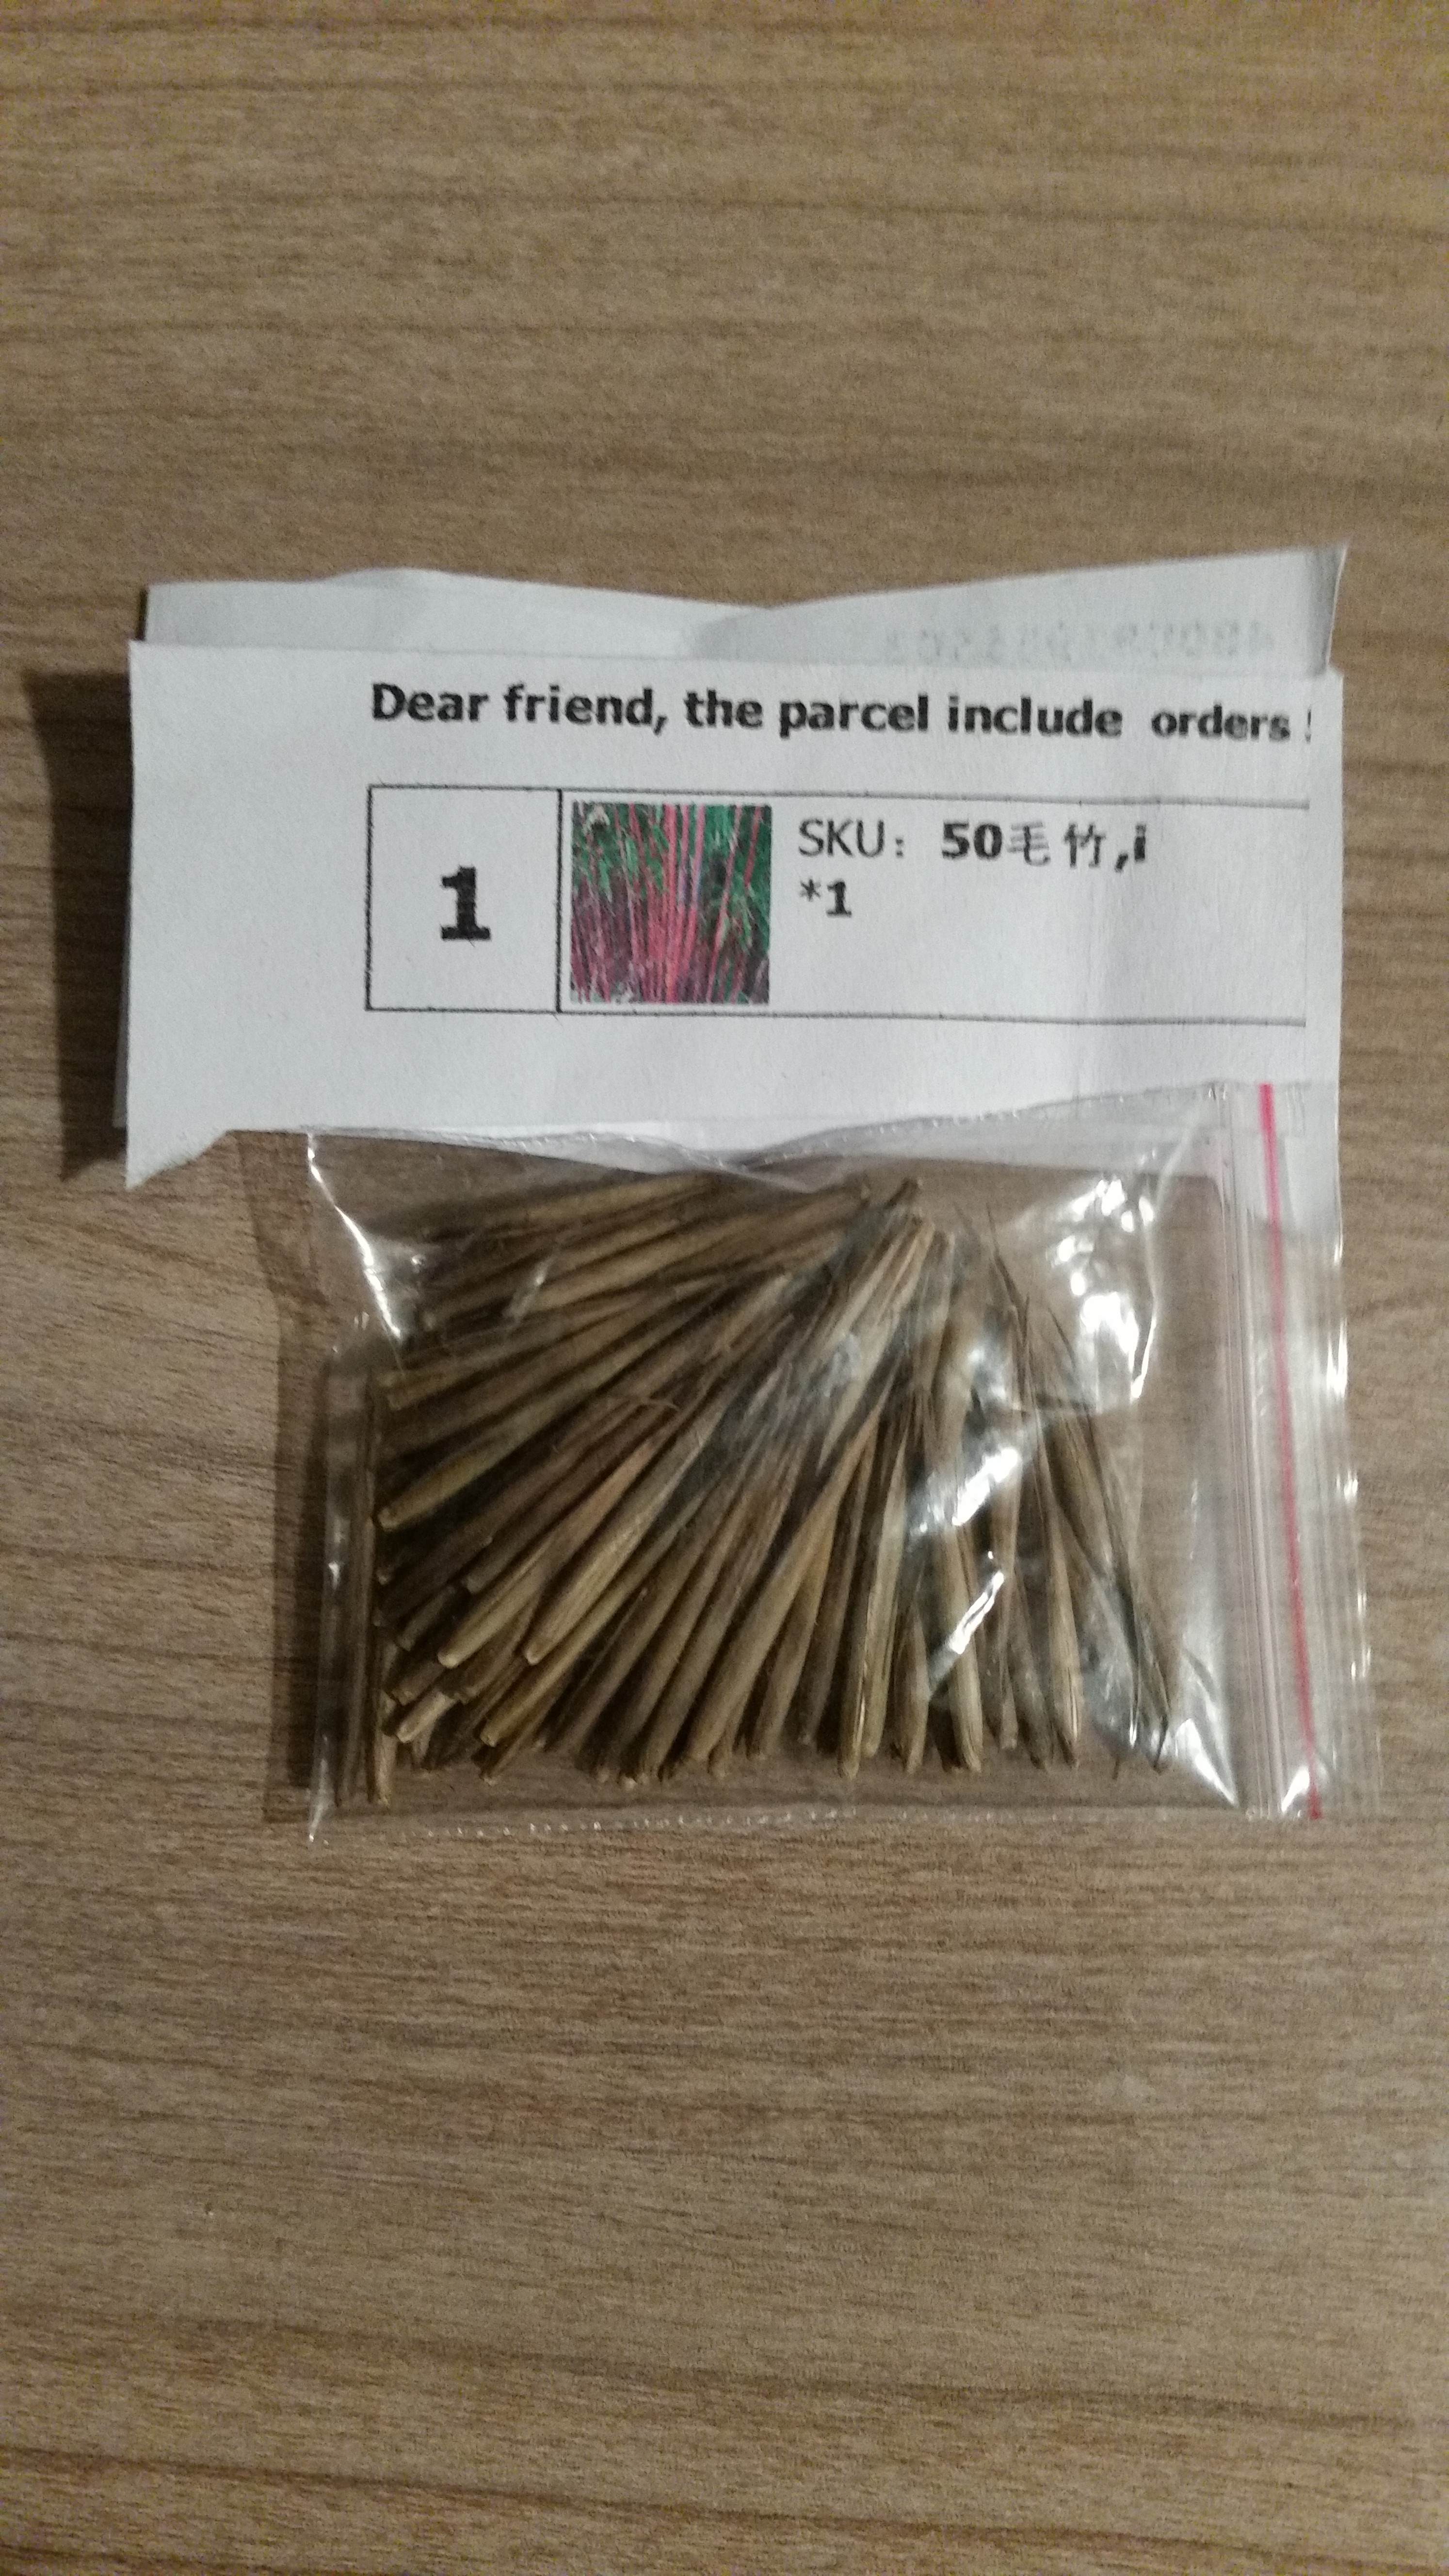 Dear friend, the parcel include orders
1
SKU: 50毛竹,i
*1